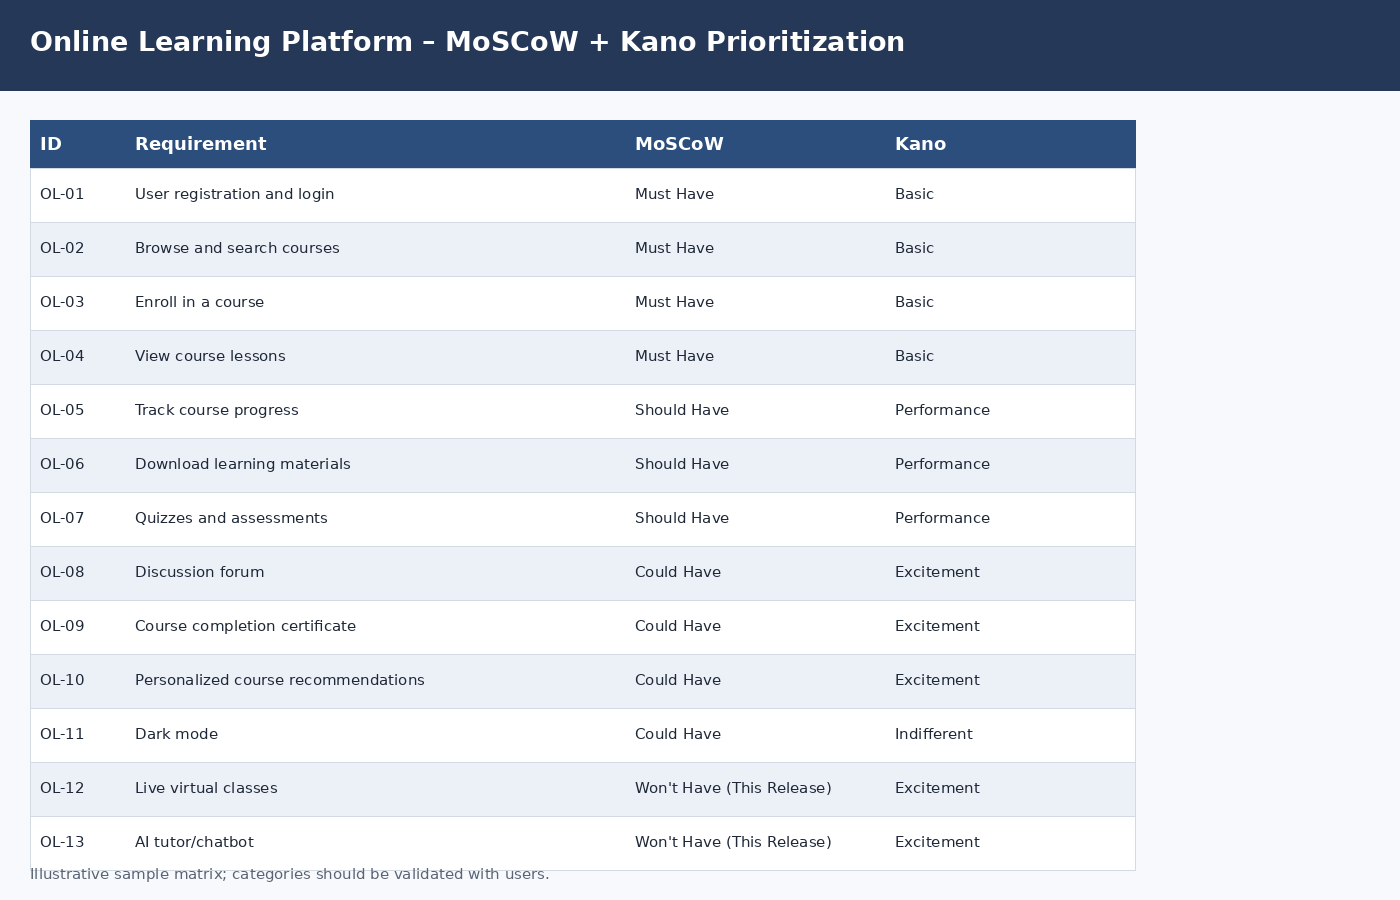 Online Learning Platform – MoSCoW + Kano Prioritization
ID Requirement MoSCoW Kano
OL-01 User registration and login Must Have Basic
OL-02 Browse and search courses Must Have Basic
OL-03 Enroll in a course Must Have Basic
OL-04 View course lessons Must Have Basic
OL-05 Track course progress Should Have Performance
OL-06 Download learning materials Should Have Performance
OL-07 Quizzes and assessments Should Have Performance
OL-08 Discussion forum Could Have Excitement
OL-09 Course completion certificate Could Have Excitement
OL-10 Personalized course recommendations Could Have Excitement
OL-11 Dark mode Could Have Indifferent
OL-12 Live virtual classes Won't Have (This Release) Excitement
OL-13 AI tutor/chatbot Won't Have (This Release) Excitement
Illustrative sample matrix; categories should be validated with users.